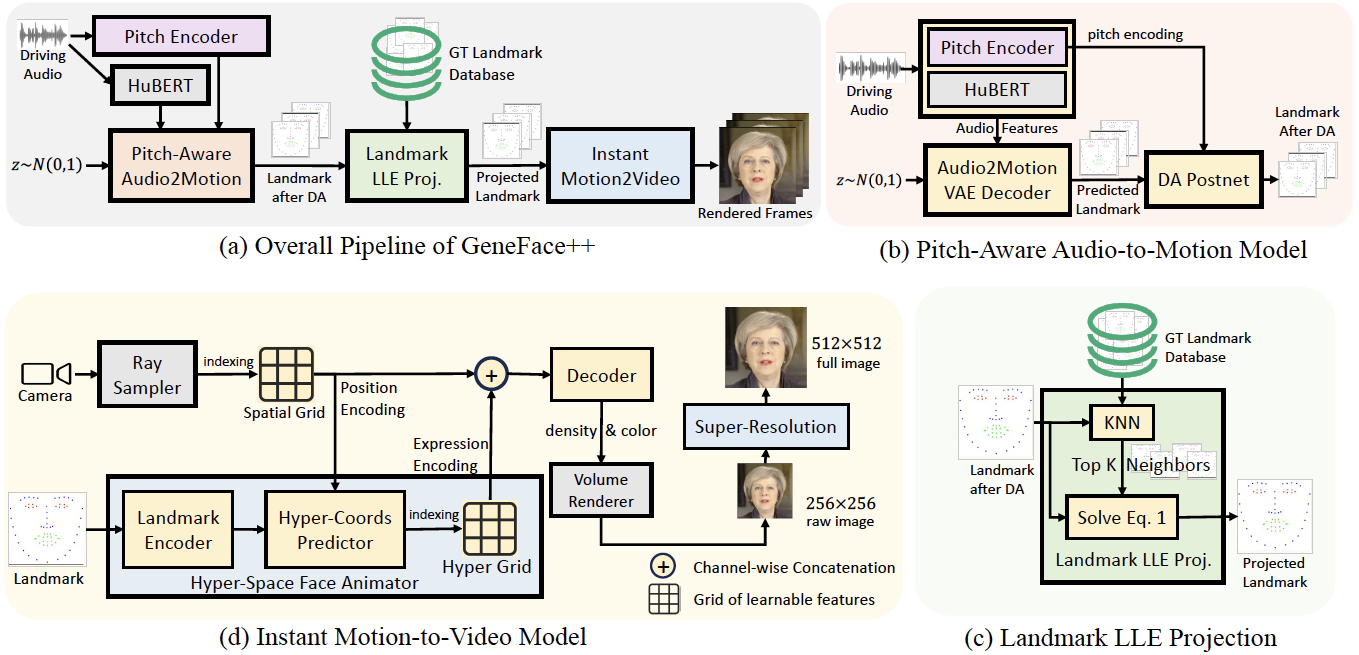 Pitch Encoder
Driving
Audio
HuBERT
z~N(0,1)
Pitch-Aware
Audio2Motion
Landmark
after DA
GT Landmark
Database
Landmark
LLE Proj.
Projected
Landmark
Instant
Motion2Video
Rendered Frames
(a) Overall Pipeline of GeneFace++
Pitch Encoder
HuBERT
pitch encoding
Driving
Audio
Audio Features
z~N(0,1)
Audio2Motion
VAE Decoder
Predicted
Landmark
DA Postnet
Landmark
After DA
(b) Pitch-Aware Audio-to-Motion Model
Camera
Ray
Sampler
indexing
Spatial Grid
Position
Encoding
+
Decoder
density & color
Expression
Encoding
Volume
Renderer
512×512
full image
Super-Resolution
256×256
raw image
Landmark
Landmark
Encoder
Hyper-Coords
Predictor
indexing
Hyper Grid
Hyper-Space Face Animator
+
Channel-wise Concatenation
Grid of learnable features
(d) Instant Motion-to-Video Model
GT Landmark
Database
KNN
Landmark
after DA
Top K Neighbors
Solve Eq. 1
Landmark LLE Proj.
Projected
Landmark
(c) Landmark LLE Projection